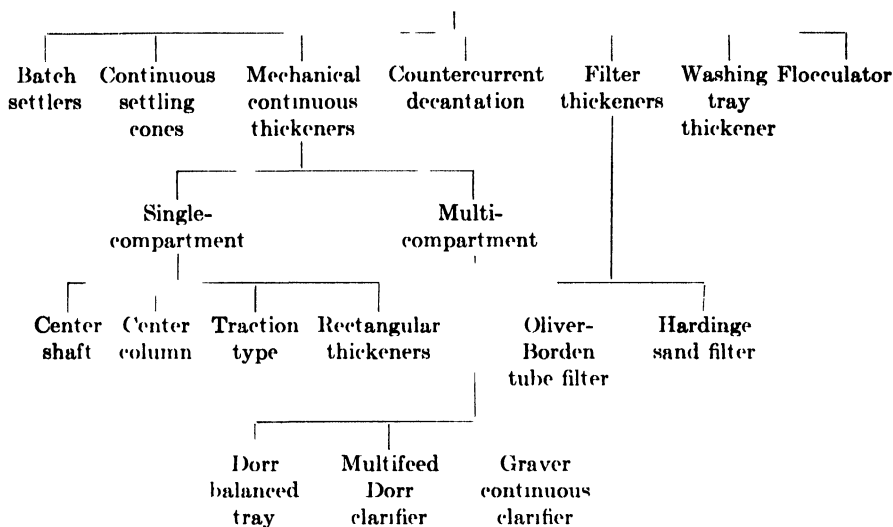 Batch settlers
Continuous settling cones
Mechanical continuous thickeners
Countercurrent decantation
Filter thickeners
Washing tray thickener
Flocculator
Single-compartment
Multi-compartment
Center shaft
Center column
Traction type
Rectangular thickeners
Oliver-Borden tube filter
Hardinge sand filter
Dorr balanced tray
Multifeed Dorr clarifier
Graver continuous clarifier